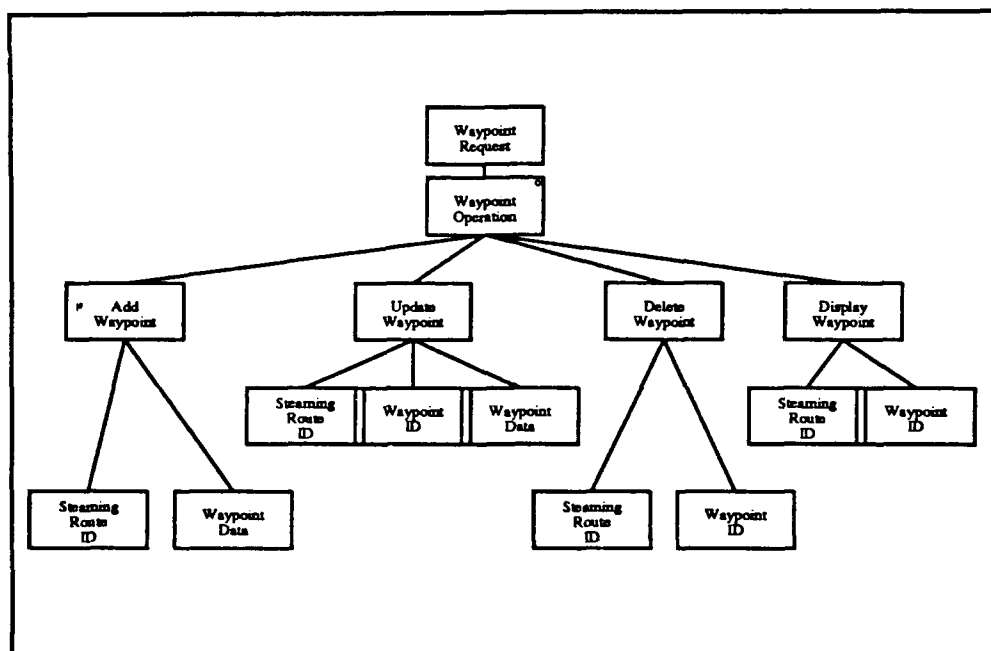 Waypoint
Request
Waypoint
Operation
Add
Waypoint
Update
Waypoint
Delete
Waypoint
Display
Waypoint
Steaming
Route
ID
Waypoint
ID
Waypoint
Data
Steaming
Route
ID
Waypoint
ID
Steaming
Route
ID
Waypoint
Data
Steaming
Route
ID
Waypoint
ID